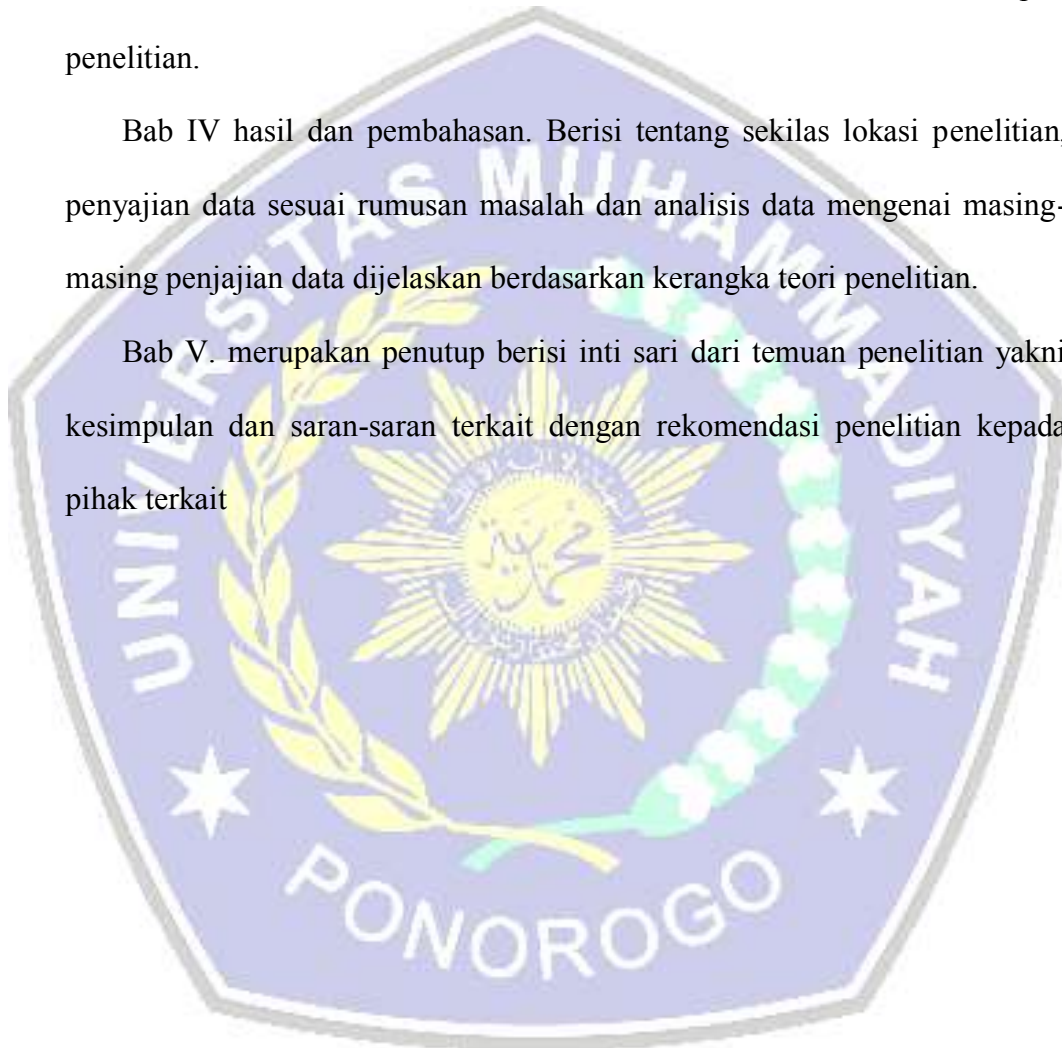 penelitian.
Bab IV hasil dan pembahasan. Berisi tentang sekilas lokasi penelitian,
penyajian data sesuai rumusan masalah dan analisis data mengenai masing-
masing penjajian data dijelaskan berdasarkan kerangka teori penelitian.
Bab V. merupakan penutup berisi inti sari dari temuan penelitian yakni
kesimpulan dan saran-saran terkait dengan rekomendasi penelitian kepada
pihak terkait
UNIVERSITAS MUHAMMADIYAH
PONOROGO